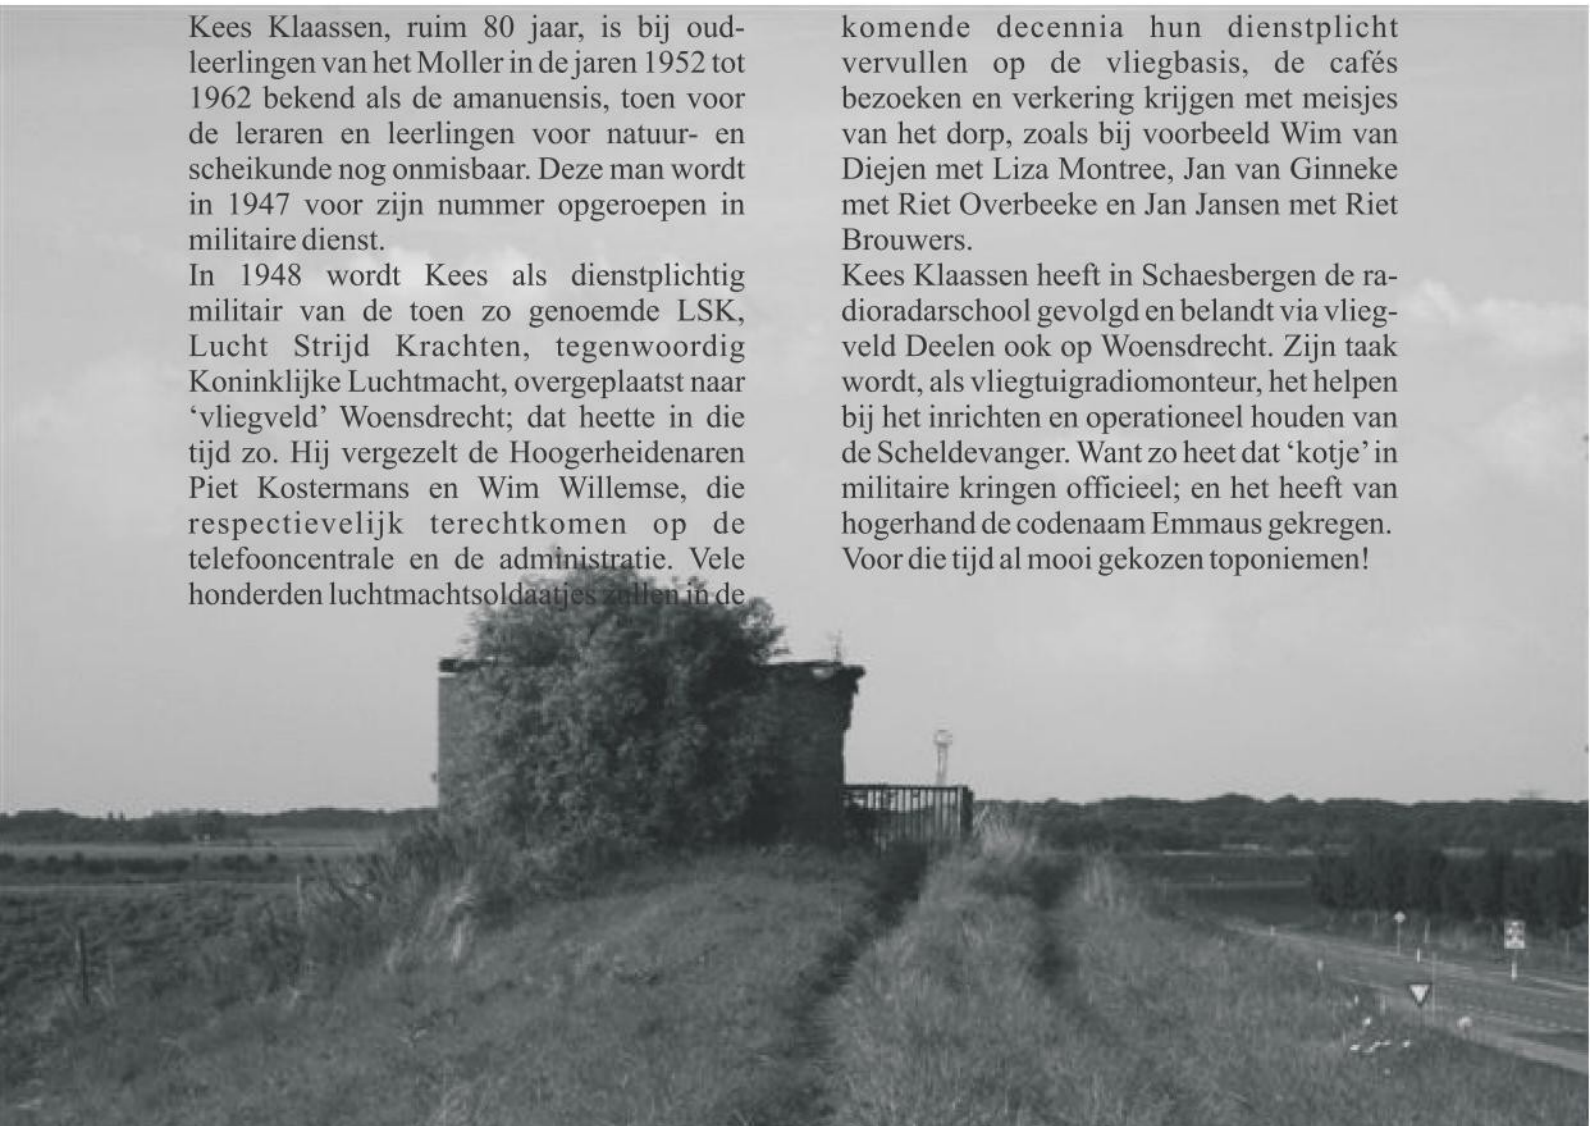 Kees Klaassen, ruim 80 jaar, is bij oud-
leerlingen van het Moller in de jaren 1952 tot
1962 bekend als de amanuensis, toen voor
de leraren en leerlingen voor natuur- en
scheikunde nog onmisbaar. Deze man wordt
in 1947 voor zijn nummer opgeroepen in
militaire dienst.
In 1948 wordt Kees als dienstplichtig
militair van de toen zo genoemde LSK,
Lucht Strijd Krachten, tegenwoordig
Koninklijke Luchtmacht, overgeplaatst naar
‘vliegveld’ Woensdrecht; dat heette in die
tijd zo. Hij vergezelt de Hoogerheidenaren
Piet Kostermans en Wim Willemse, die
respectievelijk terechtkomen op de
telefooncentrale en de administratie. Vele
honderden luchtmachtsoldaatjes zullen in de
komende decennia hun dienstplicht
vervullen op de vliegbasis, de cafés
bezoeken en verkering krijgen met meisjes
van het dorp, zoals bij voorbeeld Wim van
Diejen met Liza Montree, Jan van Ginneke
met Riet Overbeeke en Jan Jansen met Riet
Brouwers.
Kees Klaassen heeft in Schaesbergen de ra-
dioradarschool gevolgd en belandt via vlieg-
veld Deelen ook op Woensdrecht. Zijn taak
wordt, als vliegtuigradiomonteur, het helpen
bij het inrichten en operationeel houden van
de Scheldevanger. Want zo heet dat ‘kotje’ in
militaire kringen officieel; en het heeft van
hogerhand de codenaam Emmaus gekregen.
Voor die tijd al mooi gekozen toponiemen!